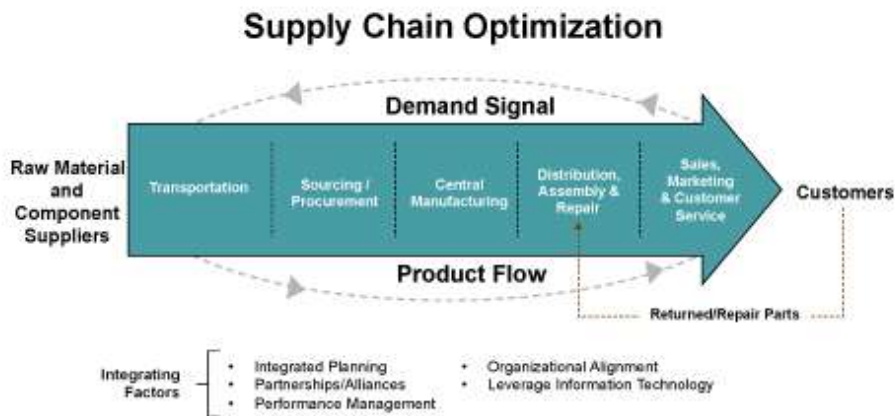 Supply Chain Optimization
Demand Signal
Raw Material
and
Component
Suppliers
Transportation
Sourcing /
Procurement
Central
Manufacturing
Distribution,
Assembly &
Repair
Sales,
Marketing
& Customer
Service
Customers
Product Flow
Returned/Repair Parts
Integrating
Factors
• Integrated Planning
• Partnerships/Alliances
• Performance Management
• Organizational Alignment
• Leverage Information Technology